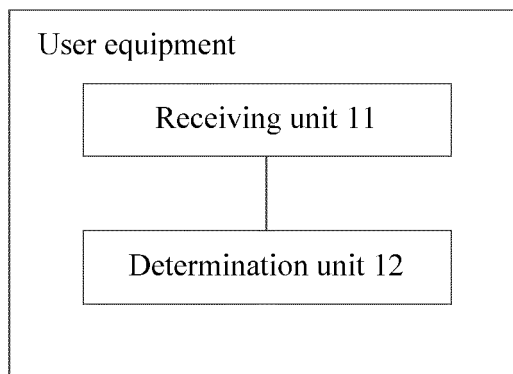 User equipment
Receiving unit 11
Determination unit 12